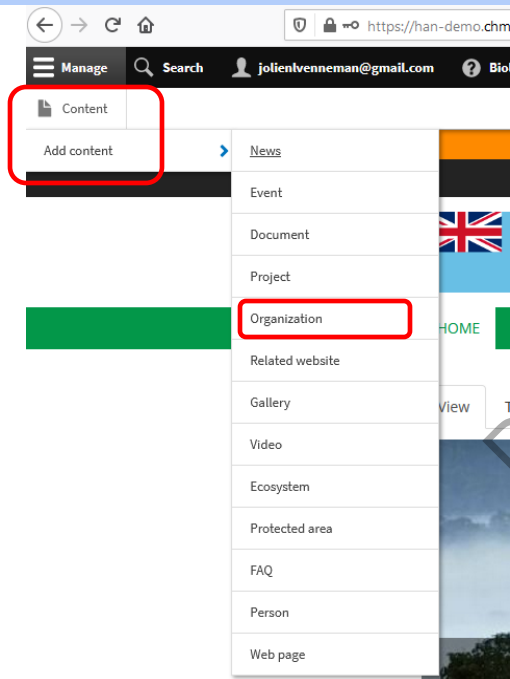 https://han-demo.chm
Manage Search jolienlvenneman@gmail.com Bio
Content
Add content
News
Event
Document
Project
Organization
HOME
Related website
Gallery
View T
Video
Ecosystem
Protected area
FAQ
Person
Web page